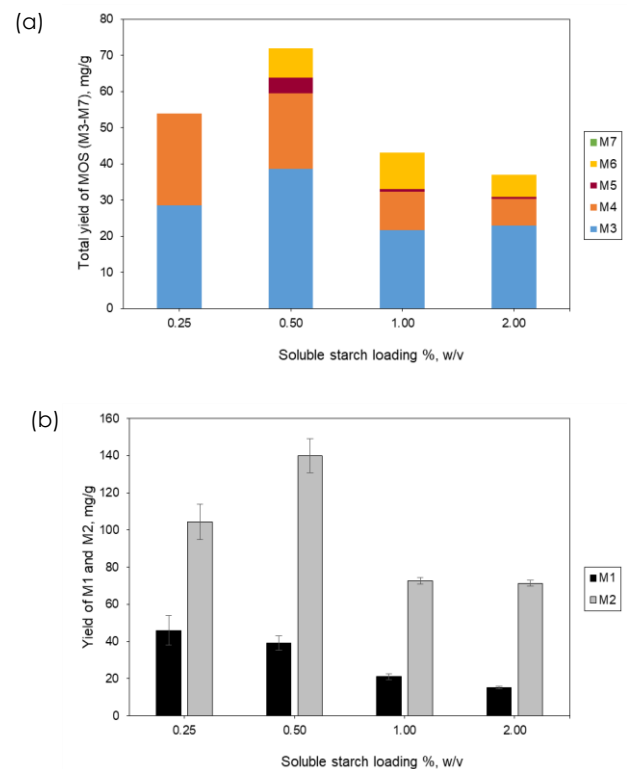 (a)
Total yield of MOS (M3-M7), mg/g
80
70
60
50
40
30
20
10
0
0.25 0.50 1.00 2.00
Soluble starch loading %, w/v
M7
M6
M5
M4
M3
(b)
Yield of M1 and M2, mg/g
160
140
120
100
80
60
40
20
0
0.25 0.50 1.00 2.00
Soluble starch loading %, w/v
M1
M2